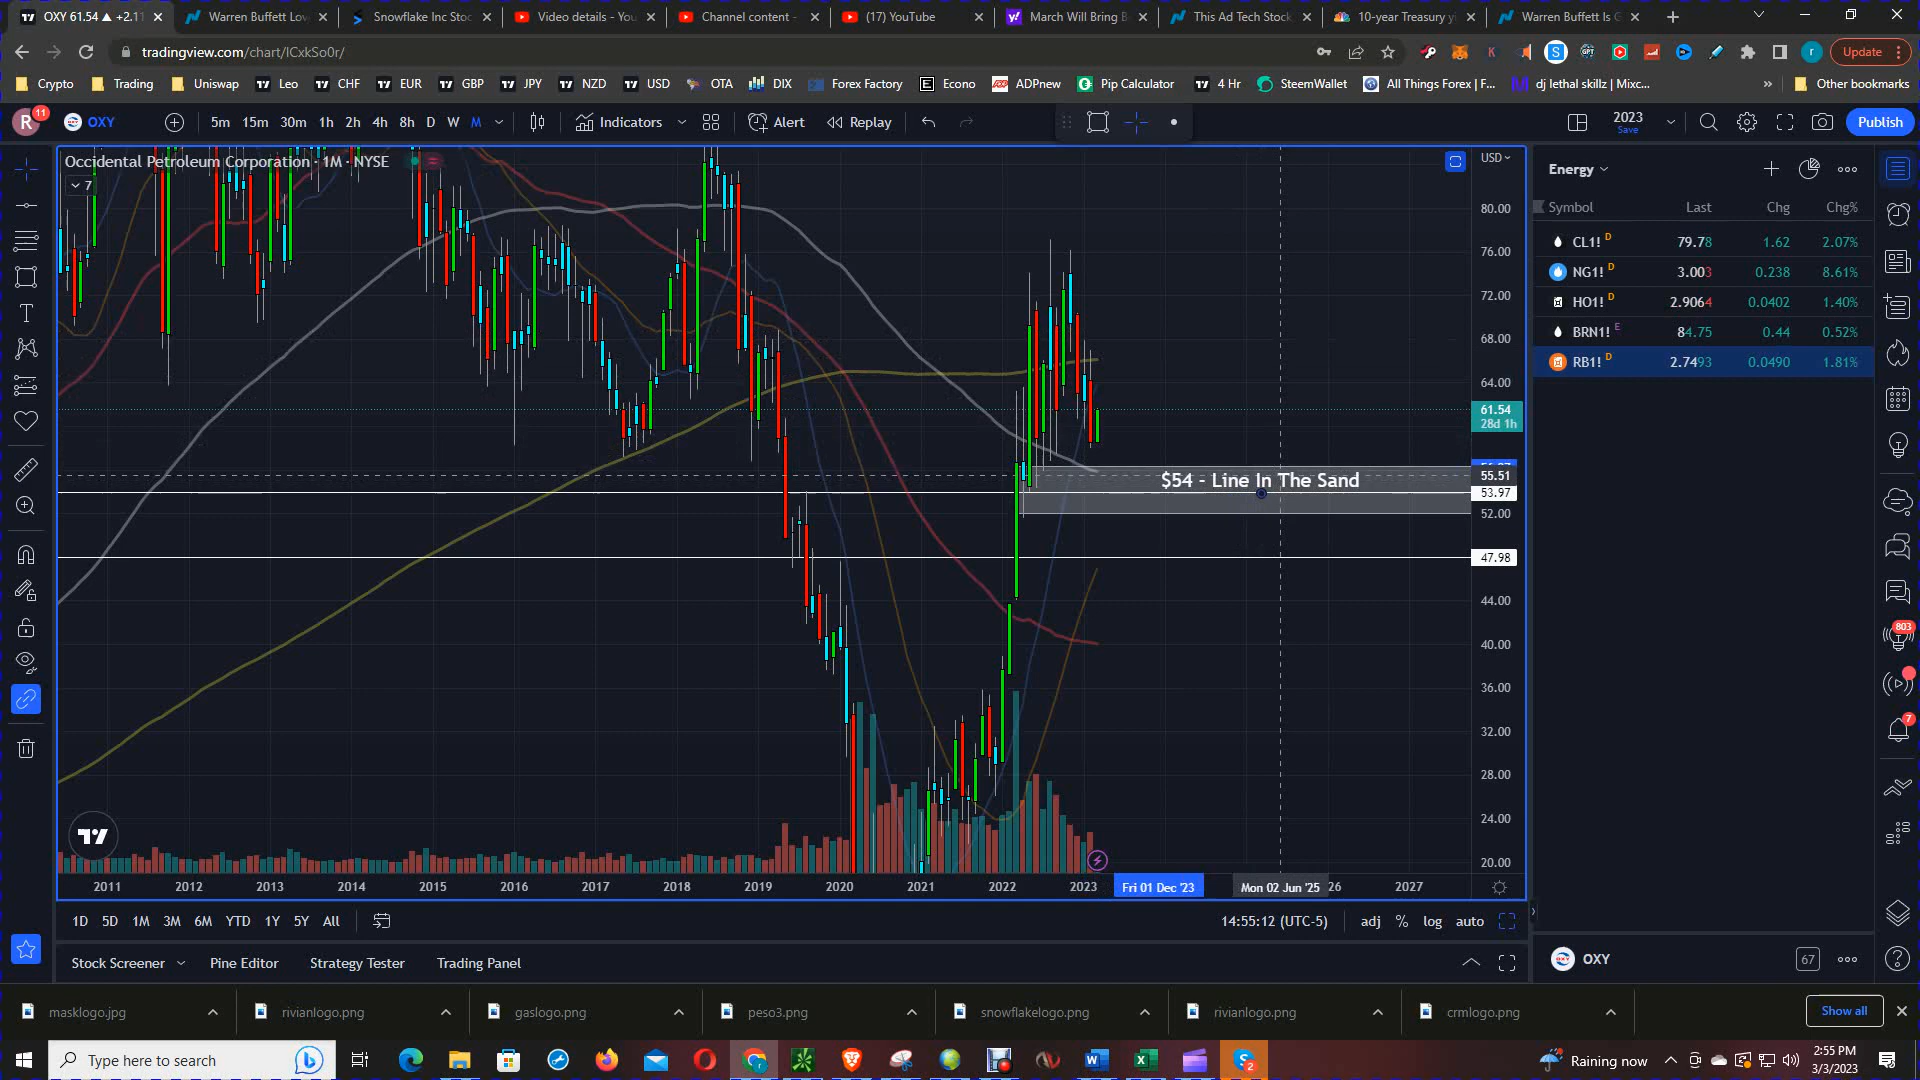 OXY 61.54 ▲ +2.11
Warren Buffett Lov
Snowflake Inc Stoc
Video details - You
Channel content -
(17) YouTube
March Will Bring B
This Ad Tech Stock
10-year Treasury yi
Warren Buffett Is G
tradingview.com/chart/lCxkSo0r/
Update
Crypto
Trading
Uniswap
Leo
CHF
EUR
GBP
JPY
NZD
USD
OTA
DIX
Forex Factory
Econo
ADPnew
Pip Calculator
4 Hr
SteemWallet
All Things Forex | F...
dj lethal skillz | Mixc...
»
Other bookmarks
R 11
OXY
5m 15m 30m 1h 2h 4h 8h D W M
Indicators
Alert
Replay
2023
Save
Publish
Occidental Petroleum Corporation · 1M · NYSE
7
USD
80.00
76.00
72.00
68.00
64.00
61.54
28d 1h
55.51
53.97
52.00
47.98
44.00
40.00
36.00
32.00
28.00
24.00
20.00
$54 - Line In The Sand
2011 2012 2013 2014 2015 2016 2017 2018 2019 2020 2021 2022 2023 Fri 01 Dec '23 Mon 02 Jun '25 26 2027
1D 5D 1M 3M 6M YTD 1Y 5Y All
14:55:12 (UTC-5)
adj % log auto
Stock Screener
Pine Editor
Strategy Tester
Trading Panel
Energy
Symbol Last Chg Chg%
CL1! D 79.78 1.62 2.07%
NG1! D 3.003 0.238 8.61%
HO1! D 2.9064 0.0402 1.40%
BRN1! E 84.75 0.44 0.52%
RB1! D 2.7493 0.0490 1.81%
803
7
OXY
67
masklogo.jpg
rivianlogo.png
gaslogo.png
peso3.png
snowflakelogo.png
rivianlogo.png
crmlogo.png
Show all
Type here to search
2
Raining now
2:55 PM
3/3/2023